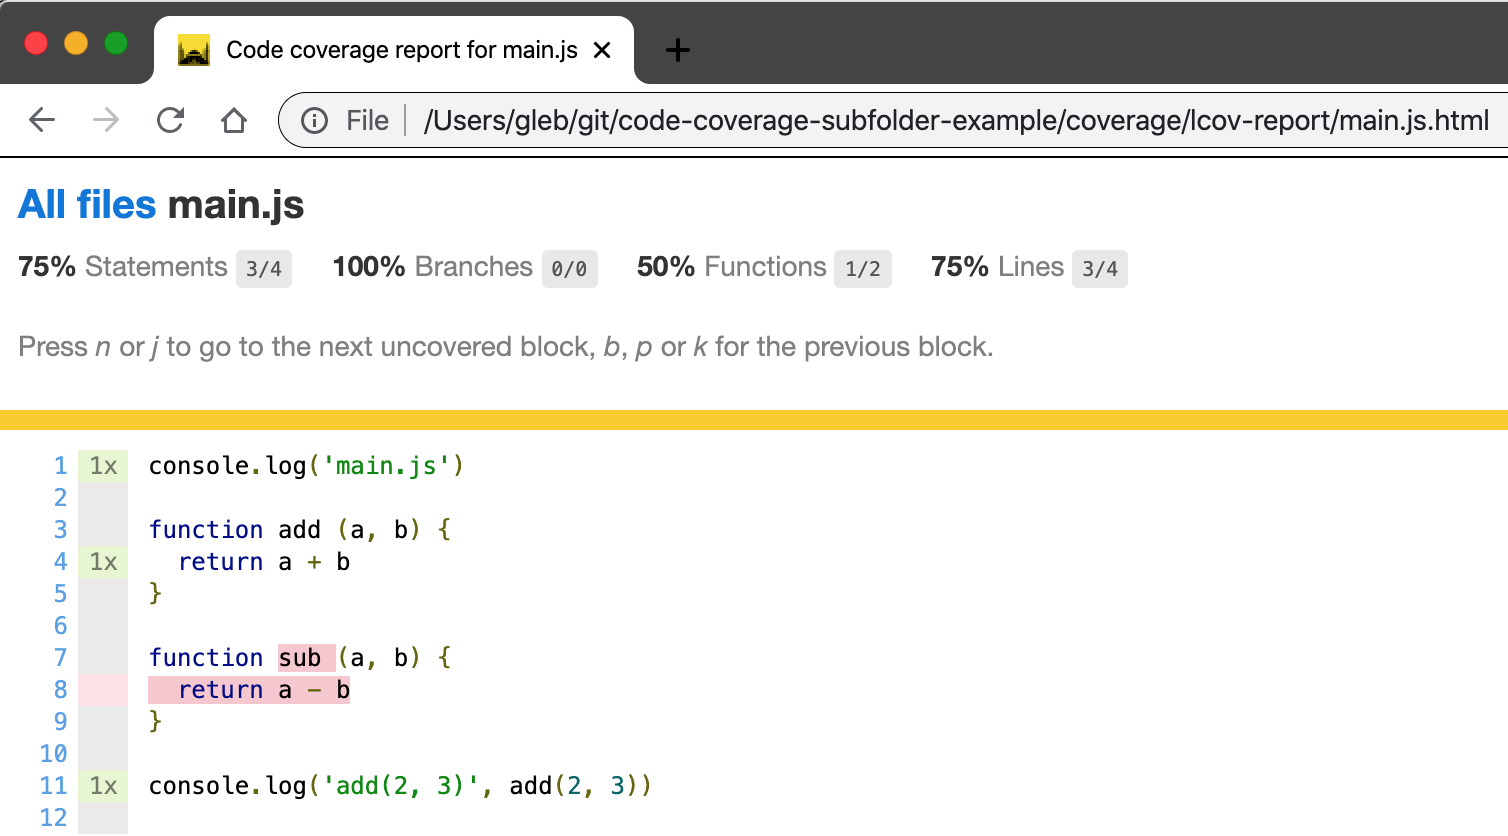 Code coverage report for main.js
File /Users/gleb/git/code-coverage-subfolder-example/coverage/lcov-report/main.js.html
All files main.js
75% Statements 3/4 100% Branches 0/0 50% Functions 1/2 75% Lines 3/4
Press n or j to go to the next uncovered block, b, p or k for the previous block.
1 1x console.log('main.js')
2
3 function add (a, b) {
4 1x   return a + b
5 }
6
7 function sub (a, b) {
8   return a - b
9 }
10
11 1x console.log('add(2, 3)', add(2, 3))
12